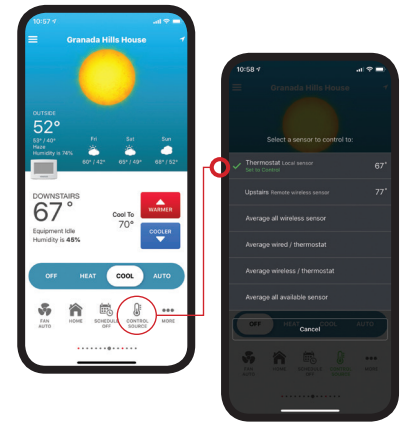 10:57
Granada Hills House
OUTSIDE
52°
53° / 40°
Haze
Humidity is 74%
Fri
60° / 42°
Sat
65° / 49°
Sun
68° / 52°
DOWNSTAIRS
67°
Equipment Idle
Humidity is 45%
Cool To
70°
WARMER
COOLER
OFF
HEAT
COOL
AUTO
FAN
AUTO
HOME
SCHEDULE
OFF
CONTROL
SOURCE
MORE
10:58
Granada Hills House
Select a sensor to control to:
Thermostat Local sensor
Set to Control
67°
Upstairs Remote wireless sensor
77°
Average all wireless sensor
Average wired / thermostat
Average wireless / thermostat
Average all available sensor
OFF
HEAT
COOL
AUTO
Cancel
FAN
AUTO
HOME
SCHEDULE
OFF
CONTROL
SOURCE
MORE